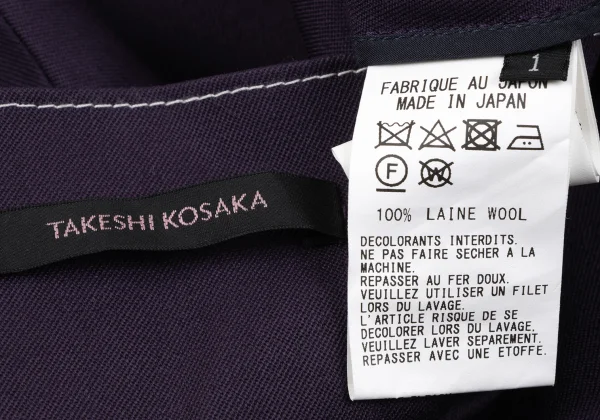 1
FABRIQUE AU JAPON
MADE IN JAPAN
F
W
100% LAINE WOOL
TAKESHI KOSAKA
DECOLORANTS INTERDITS.
NE PAS FAIRE SECHER A LA
MACHINE.
REPASSER AU FER DOUX.
VEUILLEZ UTILISER UN FILET
LORS DU LAVAGE.
L'ARTICLE RISQUE DE SE
DECOLORER LORS DU LAVAGE,
VEUILLEZ LAVER SEPAREMENT.
REPASSER AVEC UNE ETOFFE.